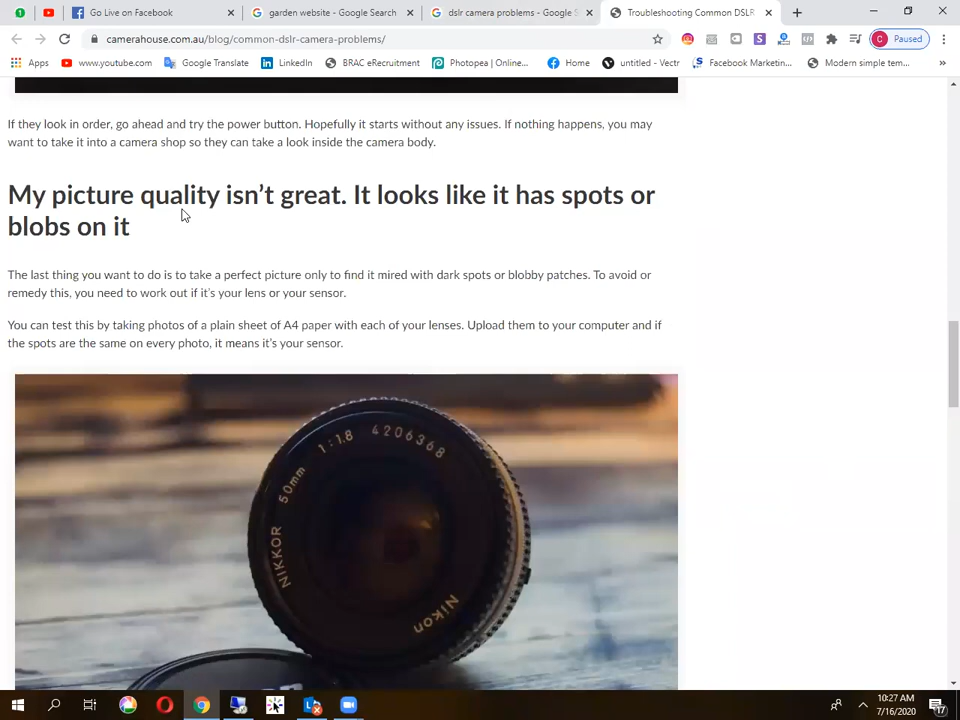 Go Live on Facebook
garden website - Google Search
dslr camera problems - Google S
Troubleshooting Common DSLR
camerahouse.com.au/blog/common-dslr-camera-problems/
Paused
Apps
www.youtube.com
Google Translate
LinkedIn
BRAC eRecruitment
Photopea | Online...
Home
untitled - Vectr
Facebook Marketin...
Modern simple tem...
If they look in order, go ahead and try the power button. Hopefully it starts without any issues. If nothing happens, you may
want to take it into a camera shop so they can take a look inside the camera body.
My picture quality isn't great. It looks like it has spots or
blobs on it
The last thing you want to do is to take a perfect picture only to find it mired with dark spots or blobby patches. To avoid or
remedy this, you need to work out if it's your lens or your sensor.
You can test this by taking photos of a plain sheet of A4 paper with each of your lenses. Upload them to your computer and if
the spots are the same on every photo, it means it's your sensor.
NIKKOR 50mm 1:1.8 4206368
Nikon
10:27 AM
7/16/2020
17